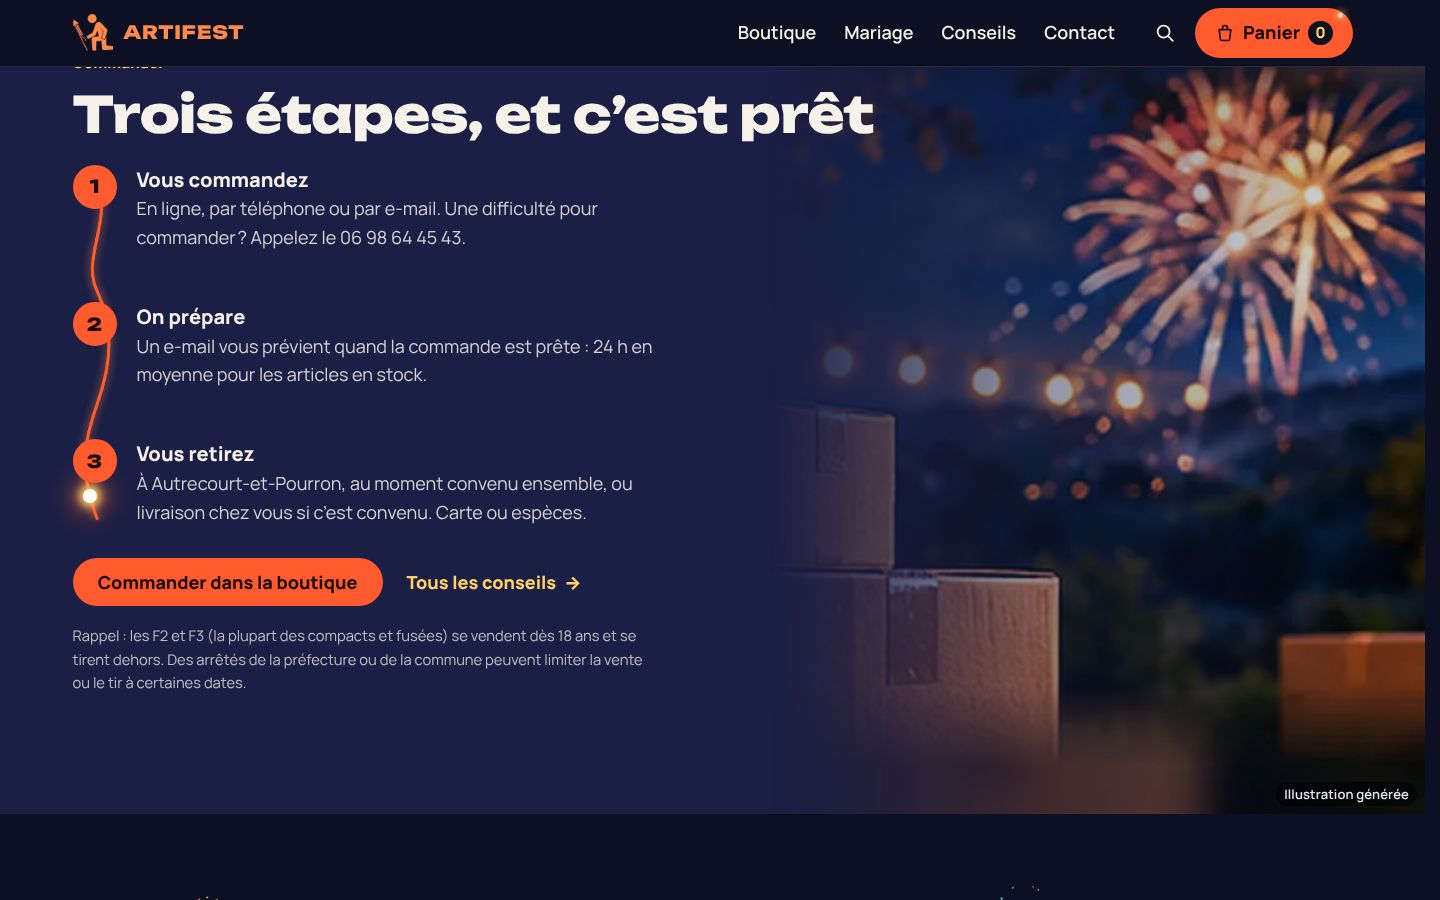 ARTIFEST
Boutique
Mariage
Conseils
Contact
Panier 0
Trois étapes, et c’est prêt
1
Vous commandez
En ligne, par téléphone ou par e-mail. Une difficulté pour
commander ? Appelez le 06 98 64 45 43.
2
On prépare
Un e-mail vous prévient quand la commande est prête : 24 h en
moyenne pour les articles en stock.
3
Vous retirez
À Autrecourt-et-Pourron, au moment convenu ensemble, ou
livraison chez vous si c’est convenu. Carte ou espèces.
Commander dans la boutique
Tous les conseils →
Rappel : les F2 et F3 (la plupart des compacts et fusées) se vendent dès 18 ans et se
tirent dehors. Des arrêtés de la préfecture ou de la commune peuvent limiter la vente
ou le tir à certaines dates.
Illustration générée